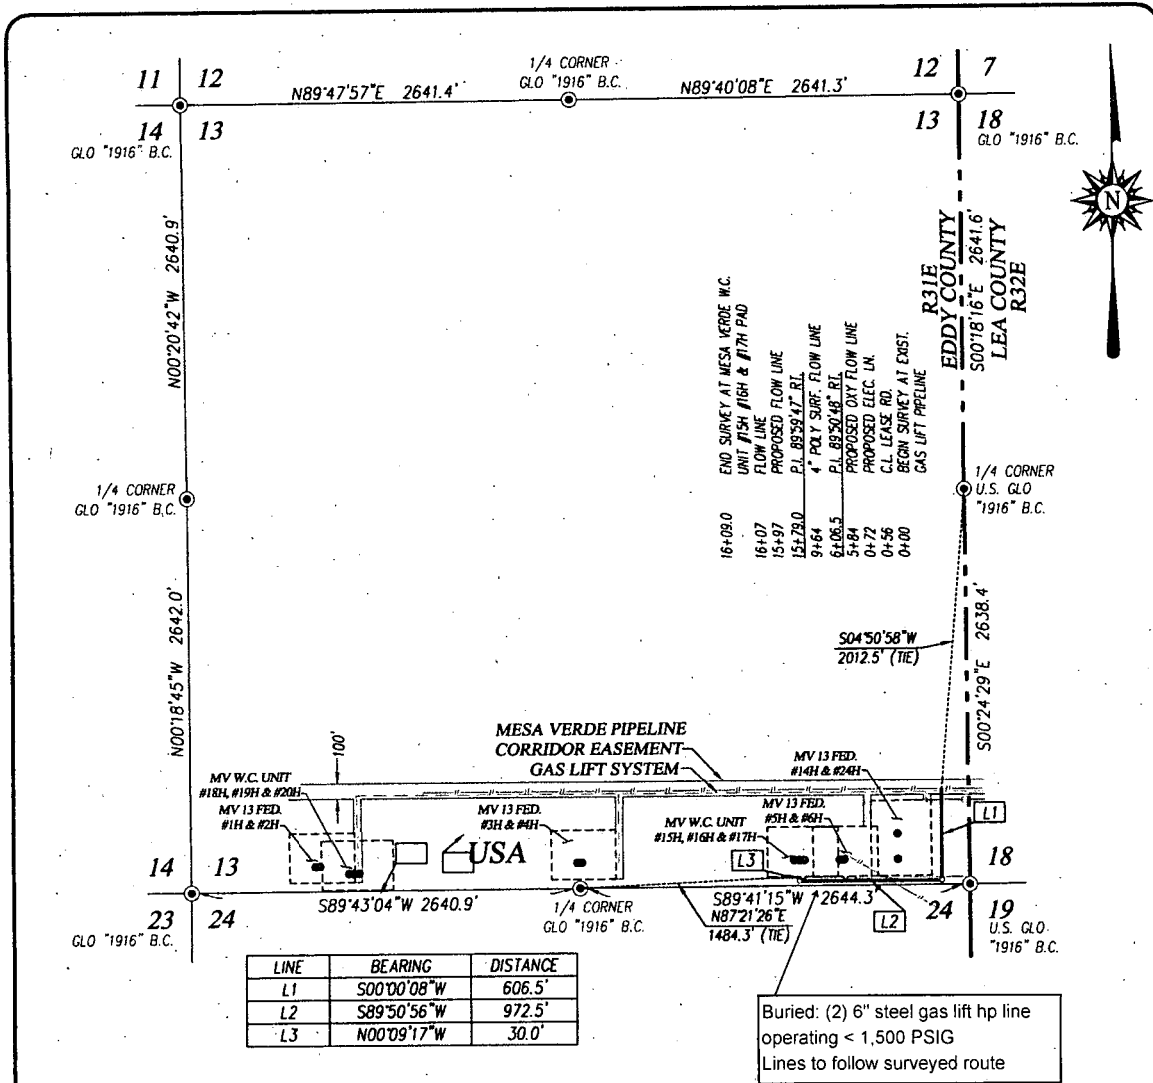 11 12
14 13
GLO "1916" B.C.
N89°47'57"E 2641.4'
1/4 CORNER
GLO "1916" B.C.
N89°40'08"E 2641.3'
12 7
13 18
GLO "1916" B.C.
N
N00°20'42"W 2640.9'
R31E
EDDY COUNTY
LEA COUNTY
R32E
S00°18'16"E 2641.6'
16+09.0 END SURVEY AT MESA VERDE W.C.
UNIT #15H #16H & #17H PAD
16+07 FLOW LINE
15+97 PROPOSED FLOW LINE
15+79.0 P.I. 89°59'47" RT.
9+64 4" POLY SURF. FLOW LINE
6+06.5 P.I. 89°50'48" RT.
5+84 PROPOSED OXY FLOW LINE
0+72 PROPOSED ELEC. LN.
0+56 C.L. LEASE RD.
0+00 BEGIN SURVEY AT EXIST.
GAS LIFT PIPELINE
1/4 CORNER
GLO "1916" B.C.
1/4 CORNER
U.S. GLO
"1916" B.C.
N00°18'45"W 2642.0'
S04°50'58"W
2012.5' (TIE)
S00°24'29"E 2638.4'
MESA VERDE PIPELINE
CORRIDOR EASEMENT
GAS LIFT SYSTEM
100'
MV W.C. UNIT
#18H, #19H & #20H
MV 13 FED.
#1H & #2H
MV 13 FED.
#3H & #4H
MV 13 FED.
#14H & #24H
MV 13 FED.
#5H & #6H
MV W.C. UNIT
#15H, #16H & #17H
L1
L3
USA
14 13
23 24
GLO "1916" B.C.
S89°43'04"W 2640.9'
1/4 CORNER
GLO "1916" B.C.
S89°41'15"W 2644.3'
N87°21'26"E
1484.3' (TIE)
L2
18
24 19
U.S. GLO
"1916" B.C.
LINE BEARING DISTANCE
L1 S00°00'08"W 606.5'
L2 S89°50'56"W 972.5'
L3 N00°09'17"W 30.0'
Buried: (2) 6" steel gas lift hp line
operating < 1,500 PSIG
Lines to follow surveyed route